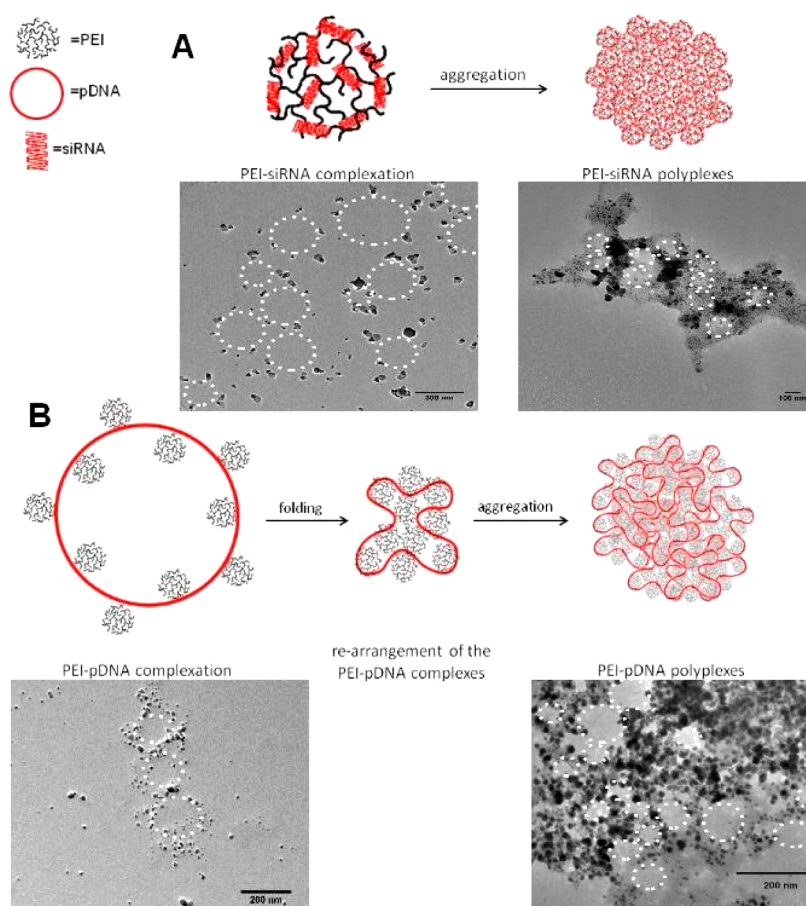 =PEI
=pDNA
=siRNA
A
aggregation
PEI-siRNA complexation
PEI-siRNA polyplexes
300 nm
100 nm
B
folding
aggregation
re-arrangement of the
PEI-pDNA complexes
PEI-pDNA complexation
PEI-pDNA polyplexes
200 nm
200 nm